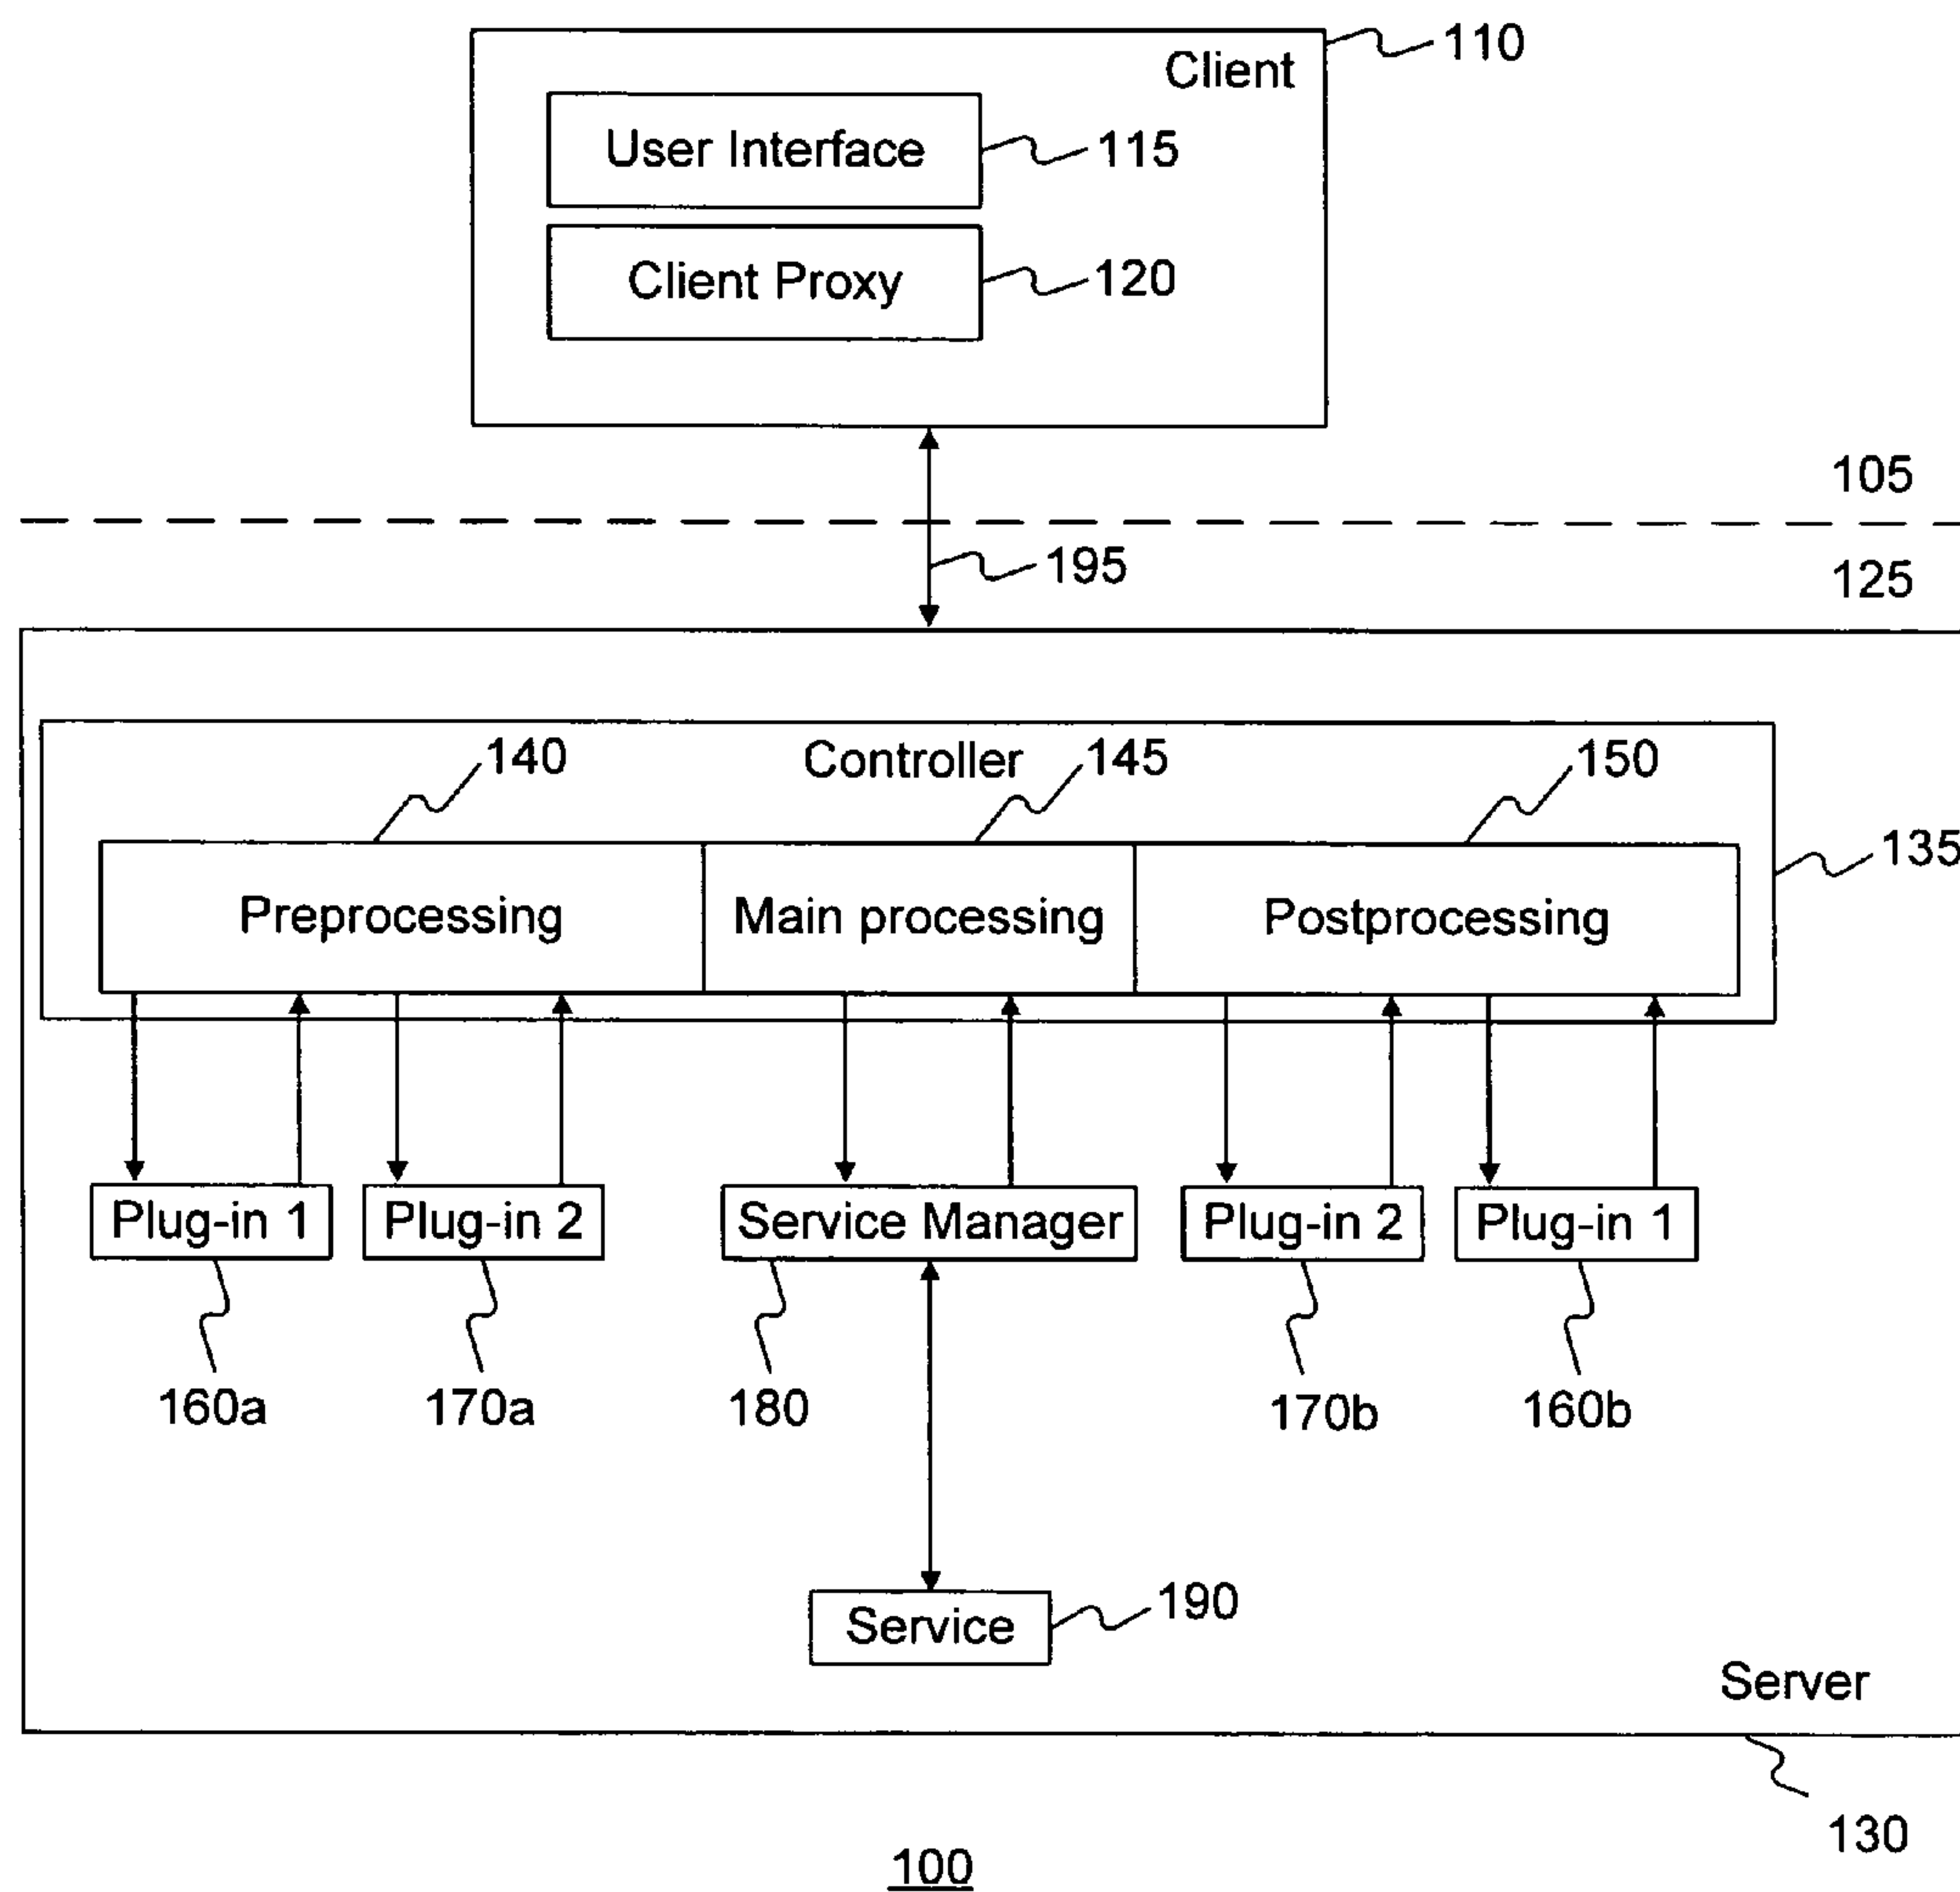 110
Client
User Interface
115
Client Proxy
120
105
195
125
140
Controller
145
150
135
Preprocessing
Main processing
Postprocessing
Plug-in 1
Plug-in 2
Service Manager
Plug-in 2
Plug-in 1
160a
170a
180
170b
160b
Service
190
Server
130
100